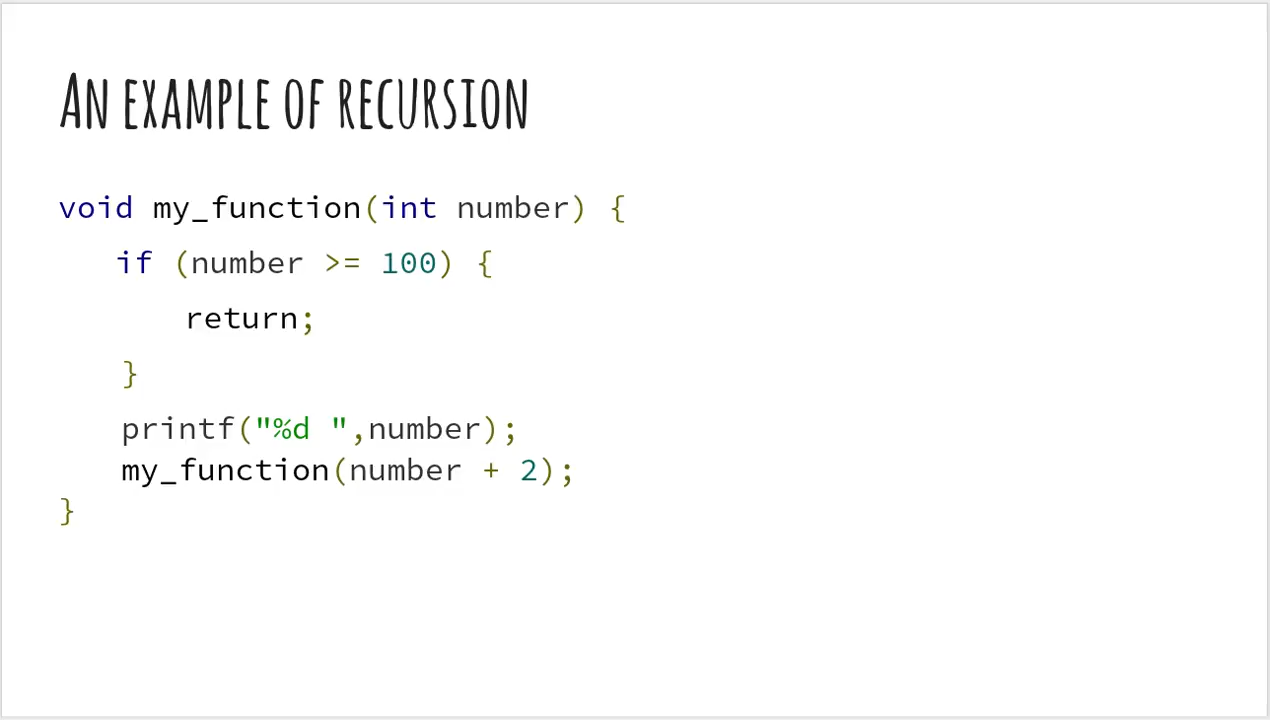 An example of recursion
void my_function(int number) {
if (number >= 100) {
return;
}
printf("%d ",number);
my_function(number + 2);
}